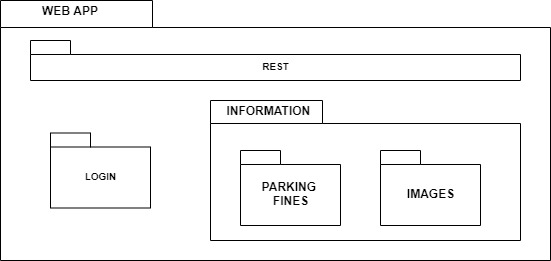 WEB APP
REST
INFORMATION
LOGIN
PARKING
FINES
IMAGES